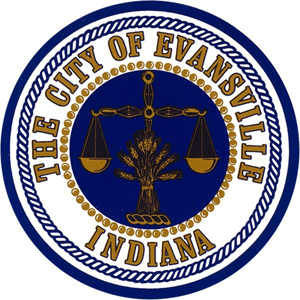 THE CITY OF EVANSVILLE
INDIANA